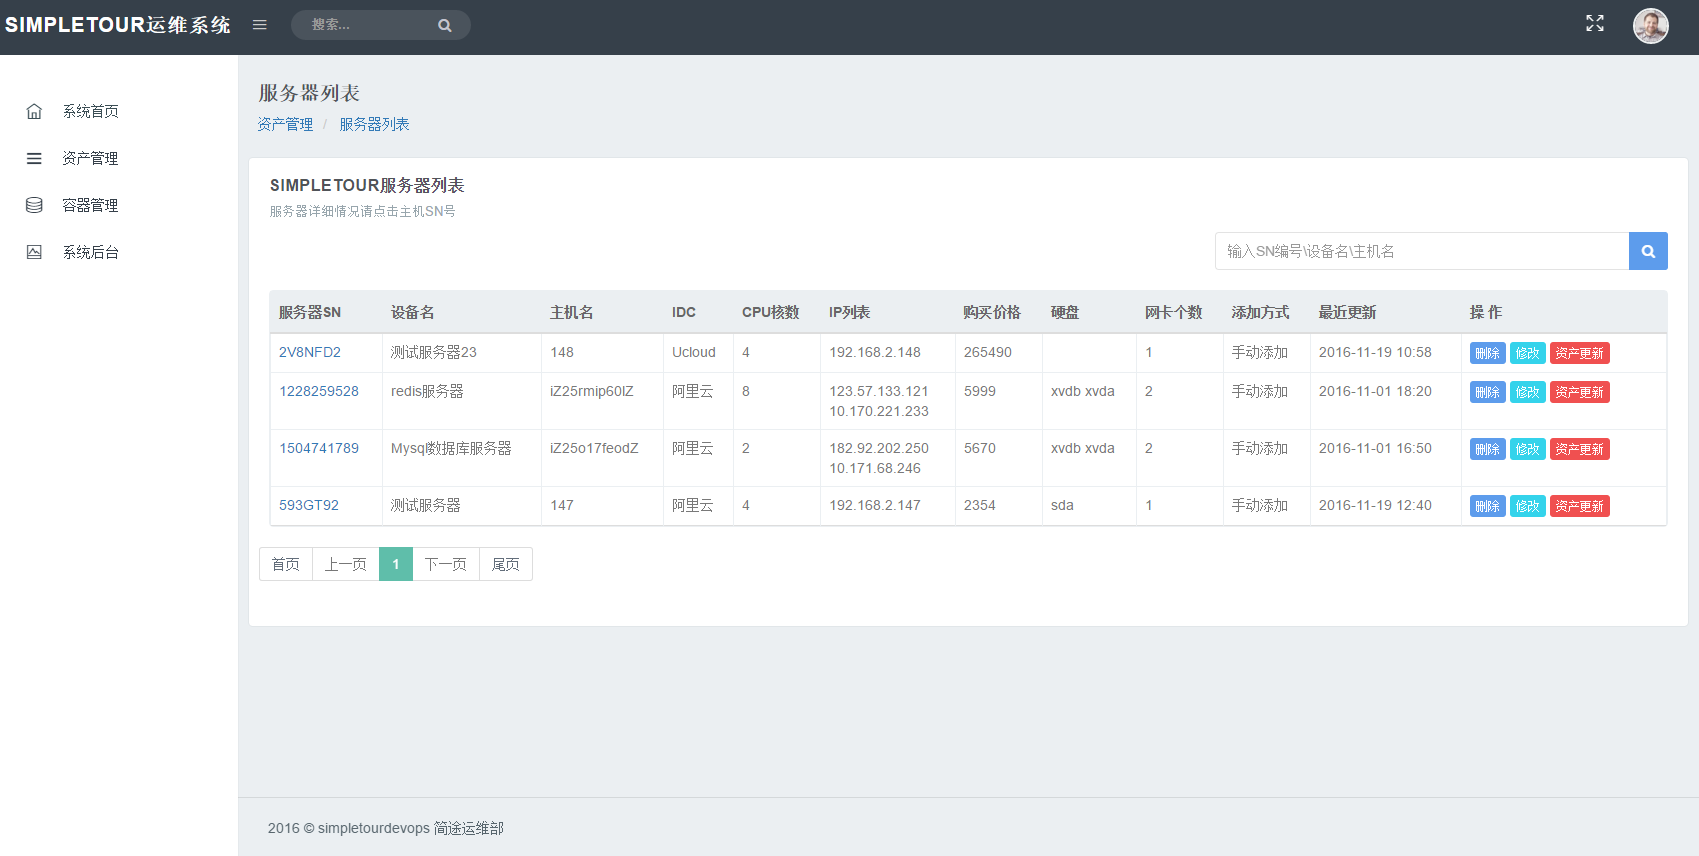 SIMPLETOUR运维系统
搜索...
系统首页
资产管理
容器管理
系统后台
服务器列表
资产管理 / 服务器列表
SIMPLETOUR服务器列表
服务器详细情况请点击主机SN号
输入SN编号\设备名\主机名
服务器SN 设备名 主机名 IDC CPU核数 IP列表 购买价格 硬盘 网卡个数 添加方式 最近更新 操 作
2V8NFD2 测试服务器23 148 Ucloud 4 192.168.2.148 265490 1 手动添加 2016-11-19 10:58 删除 修改 资产更新
1228259528 redis服务器 iZ25rmip60lZ 阿里云 8 123.57.133.121 5999 xvdb xvda 2 手动添加 2016-11-01 18:20 删除 修改 资产更新
10.170.221.233
1504741789 Mysql数据库服务器 iZ25o17feodZ 阿里云 2 182.92.202.250 5670 xvdb xvda 2 手动添加 2016-11-01 16:50 删除 修改 资产更新
10.171.68.246
593GT92 测试服务器 147 阿里云 4 192.168.2.147 2354 sda 1 手动添加 2016-11-19 12:40 删除 修改 资产更新
首页 上一页 1 下一页 尾页
2016 © simpletourdevops 简途运维部